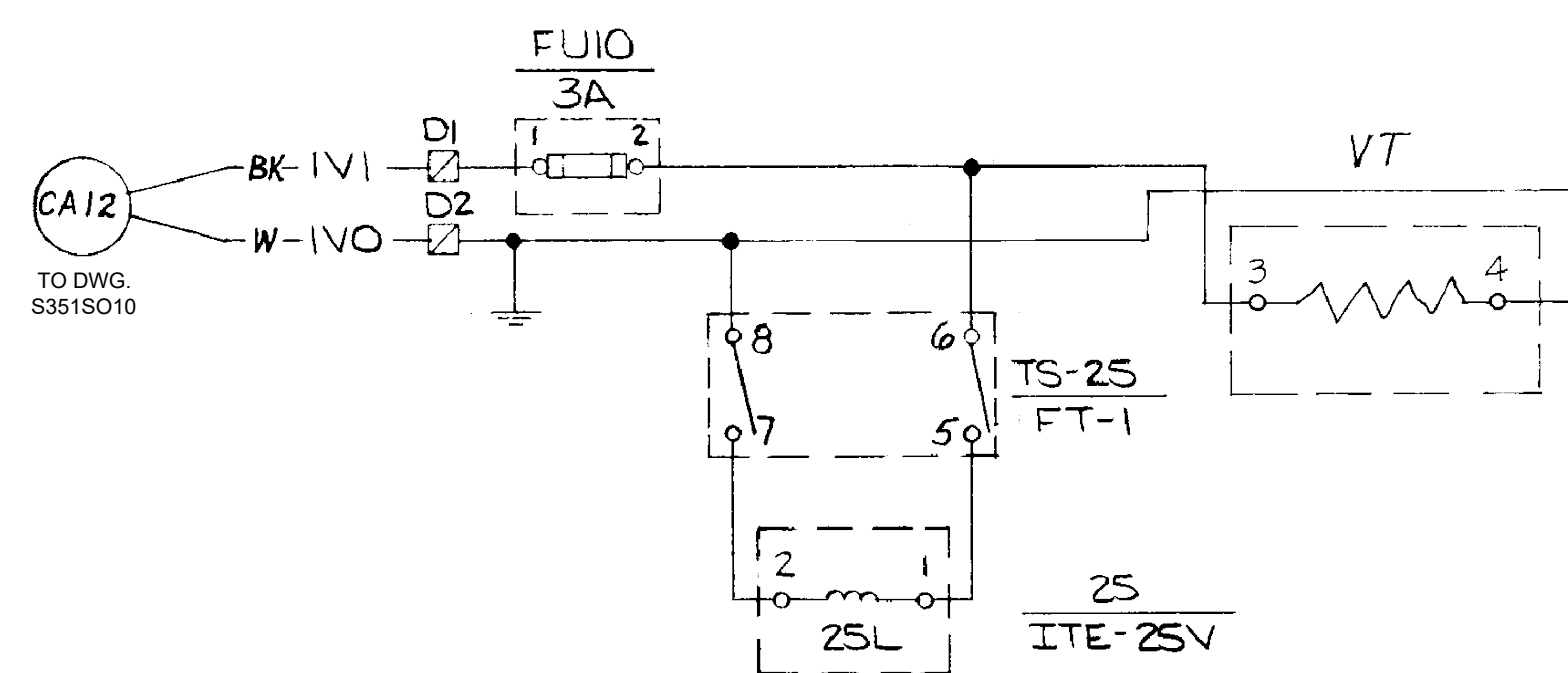 FU10
3A
1 2
D1
BK-1V1
VT
CA12
D2
W-1V0
TO DWG.
S351SO10
3 4
8 6
TS-25
FT-1
7 5
2 1
25L
25
ITE-25V